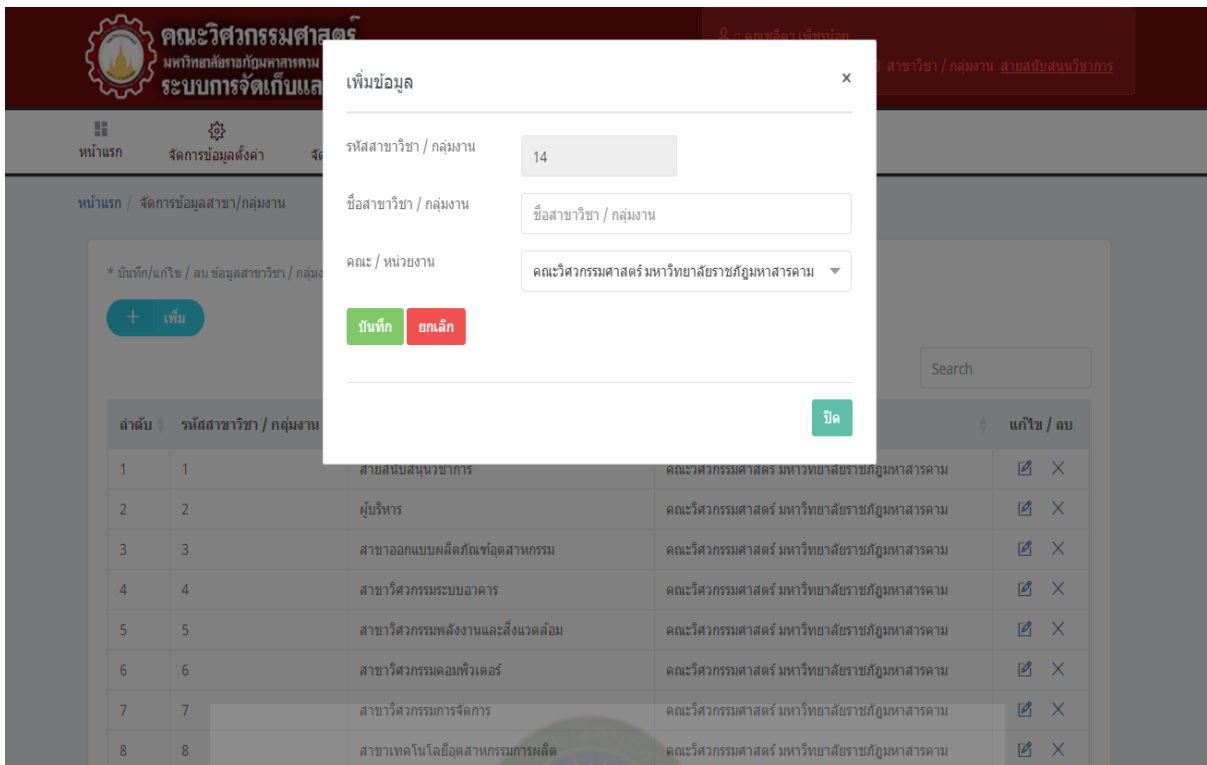 คณะวิศวกรรมศาสตร์
มหาวิทยาลัยราชภัฏมหาสารคาม
ระบบการจัดเก็บและ
สาขาวิชา / กลุ่มงาน สายสนับสนุนวิชาการ
หน้าแรก
จัดการข้อมูลตั้งค่า
หน้าแรก / จัดการข้อมูลสาขา/กลุ่มงาน
เพิ่มข้อมูล ×
รหัสสาขาวิชา / กลุ่มงาน 14
ชื่อสาขาวิชา / กลุ่มงาน ชื่อสาขาวิชา / กลุ่มงาน
คณะ / หน่วยงาน คณะวิศวกรรมศาสตร์ มหาวิทยาลัยราชภัฏมหาสารคาม
บันทึก ยกเลิก
ปิด
* บันทึก/แก้ไข / ลบ ข้อมูลสาขาวิชา / กลุ่มง
+ เพิ่ม
Search
ลำดับ รหัสสาขาวิชา / กลุ่มงาน แก้ไข / ลบ
1 1 สายสนับสนุนวิชาการ คณะวิศวกรรมศาสตร์ มหาวิทยาลัยราชภัฏมหาสารคาม
2 2 ผู้บริหาร คณะวิศวกรรมศาสตร์ มหาวิทยาลัยราชภัฏมหาสารคาม
3 3 สาขาออกแบบผลิตภัณฑ์อุตสาหกรรม คณะวิศวกรรมศาสตร์ มหาวิทยาลัยราชภัฏมหาสารคาม
4 4 สาขาวิศวกรรมระบบอาคาร คณะวิศวกรรมศาสตร์ มหาวิทยาลัยราชภัฏมหาสารคาม
5 5 สาขาวิศวกรรมพลังงานและสิ่งแวดล้อม คณะวิศวกรรมศาสตร์ มหาวิทยาลัยราชภัฏมหาสารคาม
6 6 สาขาวิศวกรรมคอมพิวเตอร์ คณะวิศวกรรมศาสตร์ มหาวิทยาลัยราชภัฏมหาสารคาม
7 7 สาขาวิศวกรรมการจัดการ คณะวิศวกรรมศาสตร์ มหาวิทยาลัยราชภัฏมหาสารคาม
8 8 สาขาเทคโนโลยีอุตสาหกรรมการผลิต คณะวิศวกรรมศาสตร์ มหาวิทยาลัยราชภัฏมหาสารคาม